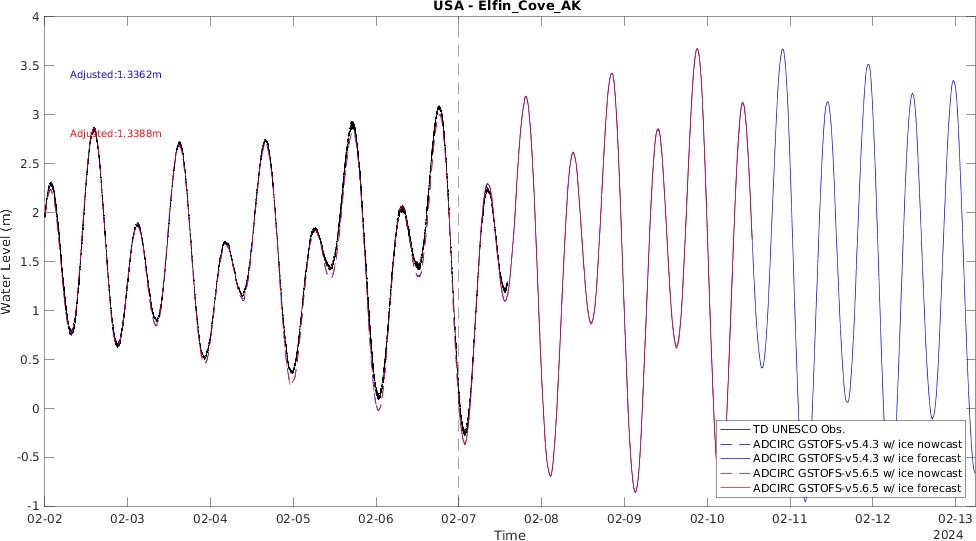 USA - Elfin_Cove_AK
4
3.5
3
2.5
2
1.5
1
0.5
0
-0.5
-1
Water Level (m)
Adjusted:1.3362m
Adjusted:1.3388m
TD UNESCO Obs.
ADCIRC GSTOFS-v5.4.3 w/ ice nowcast
ADCIRC GSTOFS-v5.4.3 w/ ice forecast
ADCIRC GSTOFS-v5.6.5 w/ ice nowcast
ADCIRC GSTOFS-v5.6.5 w/ ice forecast
02-02 02-03 02-04 02-05 02-06 02-07 02-08 02-09 02-10 02-11 02-12 02-13
Time
2024